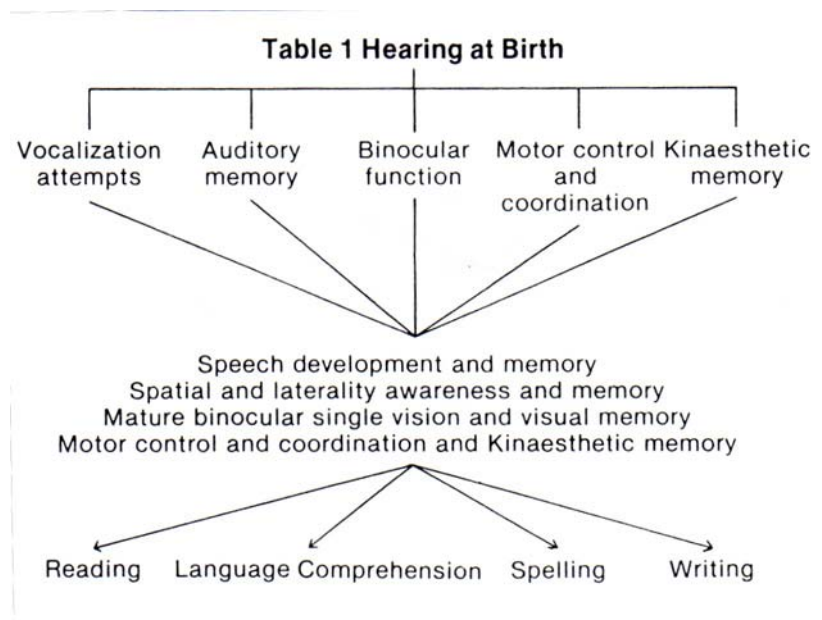 Table 1 Hearing at Birth
Vocalization attempts
Auditory memory
Binocular function
Motor control and coordination
Kinaesthetic memory
Speech development and memory
Spatial and laterality awareness and memory
Mature binocular single vision and visual memory
Motor control and coordination and Kinaesthetic memory
Reading
Language Comprehension
Spelling
Writing